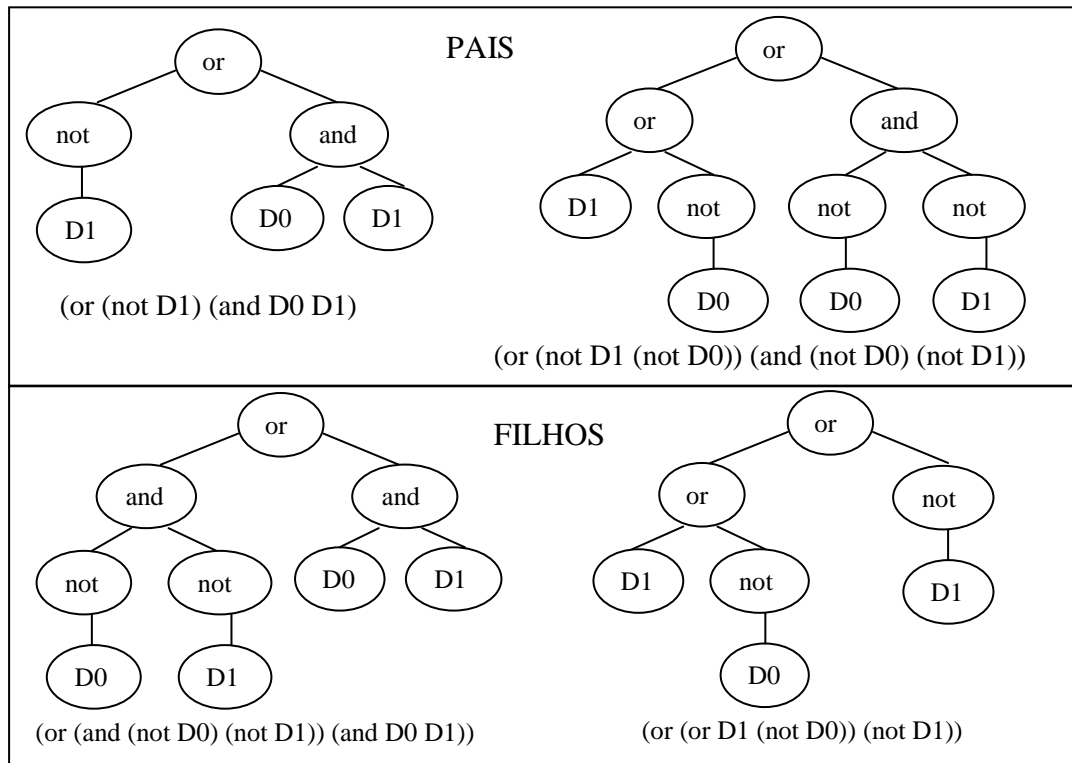 PAIS
or
not
and
D1
D0
D1
(or (not D1) (and D0 D1)
or
or
and
D1
not
not
not
D0
D0
D1
(or (not D1 (not D0)) (and (not D0) (not D1))
FILHOS
or
and
and
not
not
D0
D1
D0
D1
(or (and (not D0) (not D1)) (and D0 D1))
or
or
not
D1
not
D1
D0
(or (or D1 (not D0)) (not D1))